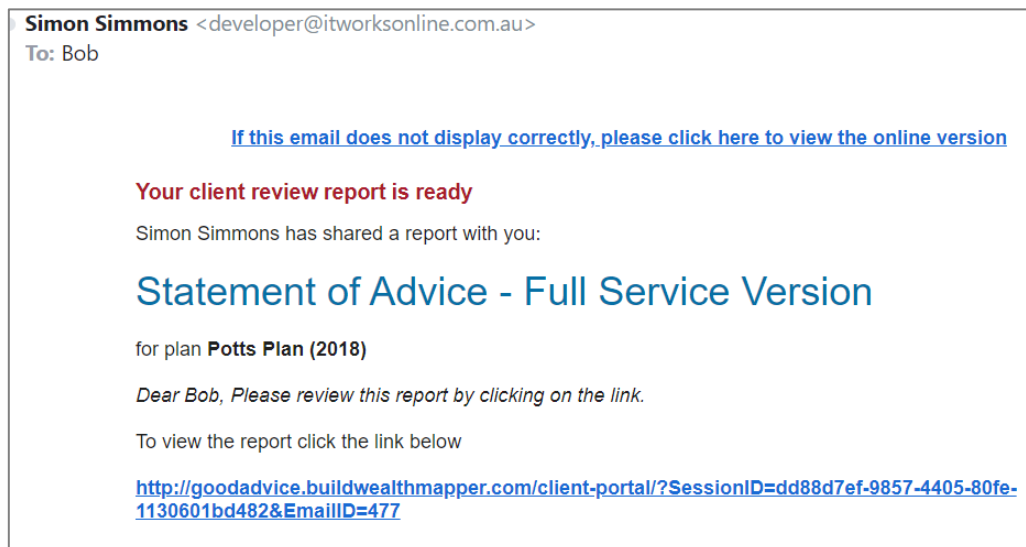 Simon Simmons <developer@itworksonline.com.au>
To: Bob
If this email does not display correctly, please click here to view the online version
Your client review report is ready
Simon Simmons has shared a report with you:
Statement of Advice - Full Service Version
for plan Potts Plan (2018)
Dear Bob, Please review this report by clicking on the link.
To view the report click the link below
http://goodadvice.buildwealthmapper.com/client-portal/?SessionID=dd88d7ef-9857-4405-80fe-
1130601bd482&EmailID=477